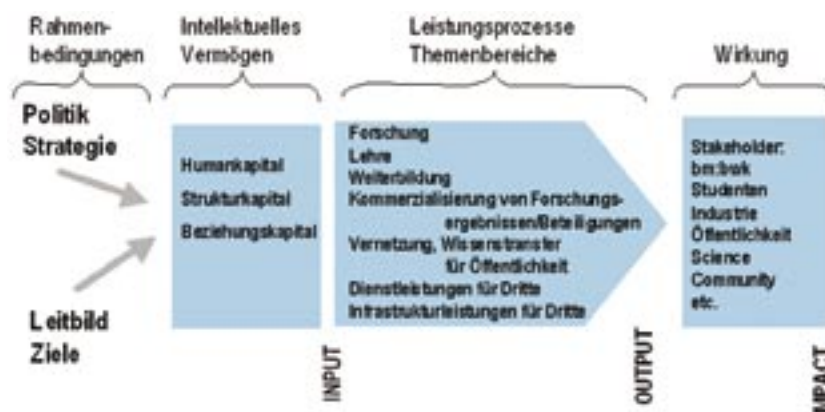 Rahmen-
bedingungen
Intellektuelles
Vermögen
Leistungsprozesse
Themenbereiche
Wirkung
Politik
Strategie
Leitbild
Ziele
Humankapital
Strukturkapital
Beziehungskapital
Forschung
Lehre
Weiterbildung
Kommerzialisierung von Forschungs-
ergebnissen/Beteiligungen
Vernetzung, Wissenstransfer
für Öffentlichkeit
Dienstleistungen für Dritte
Infrastrukturleistungen für Dritte
Stakeholder:
bm:bwk
Studenten
Industrie
Öffentlichkeit
Science
Community
etc.
INPUT
OUTPUT
MPACT